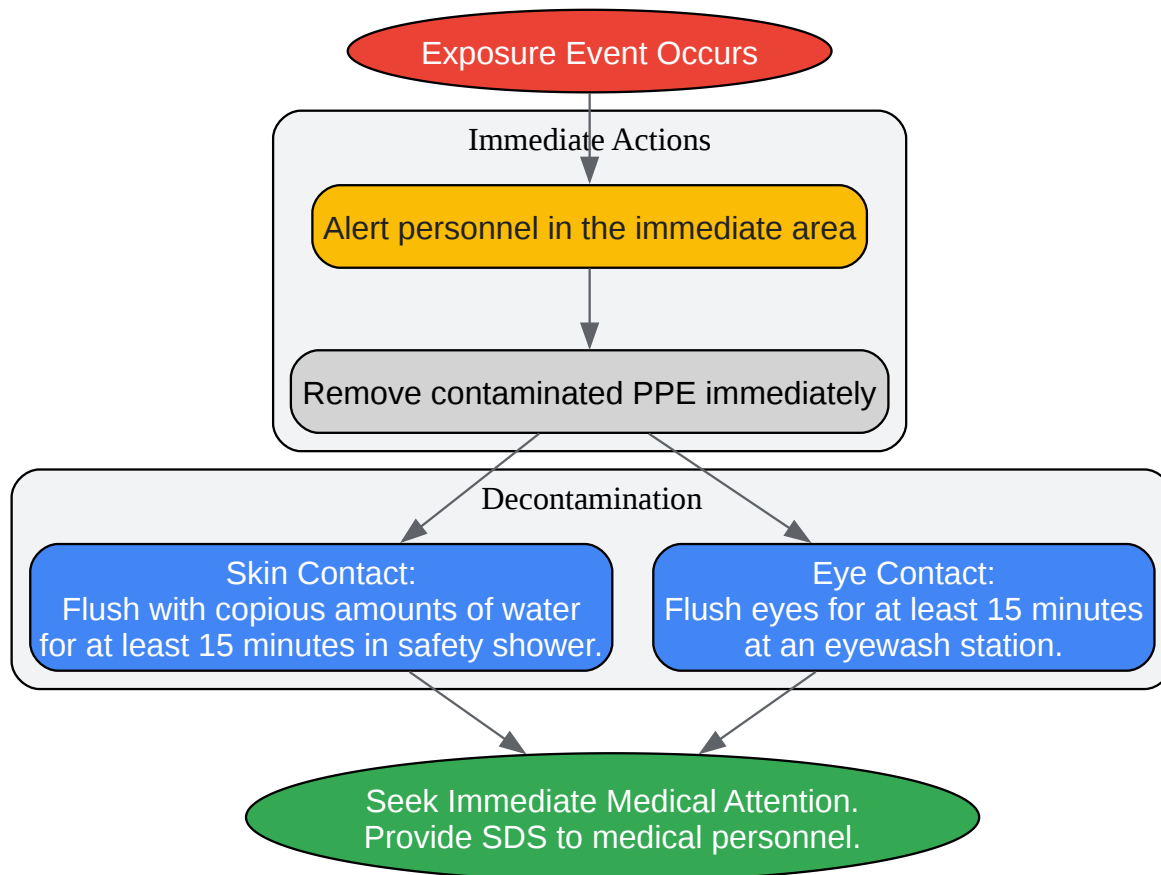 Exposure Event Occurs
Immediate Actions
Alert personnel in the immediate area
Remove contaminated PPE immediately
Decontamination
Skin Contact:
Flush with copious amounts of water
for at least 15 minutes in safety shower.
Eye Contact:
Flush eyes for at least 15 minutes
at an eyewash station.
Seek Immediate Medical Attention.
Provide SDS to medical personnel.